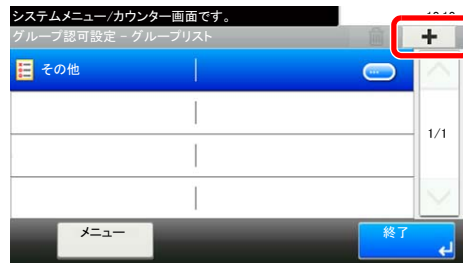 システムメニュー/カウンター画面です。
グループ認可設定 - グループリスト
その他
1/1
メニュー
終了